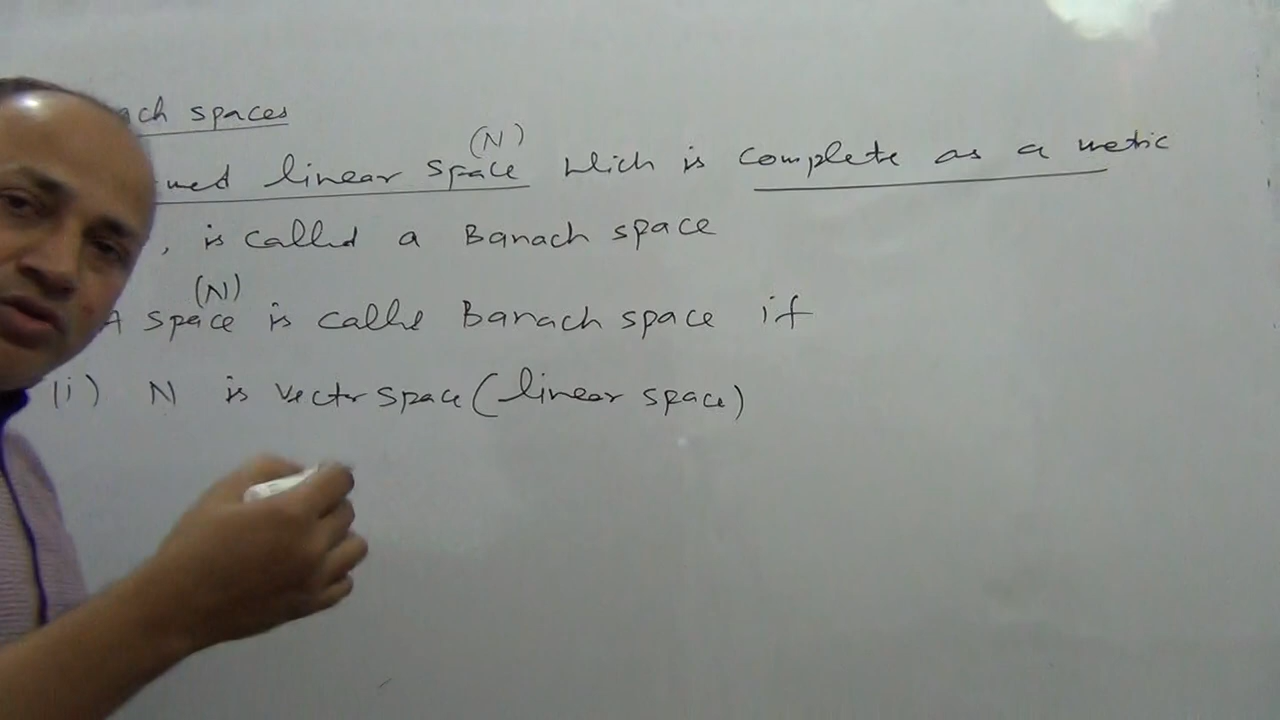 ach spaces
(N)
med linear space which is complete as a metric
, is called a Banach space
(N)
A space is calle Banach space if
(i) N is vector space (linear space)